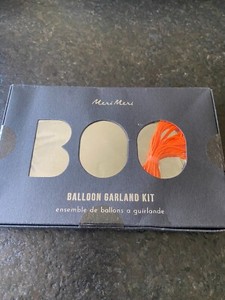 Meri Meri
BOO
BALLOON GARLAND KIT
ensemble de ballons a guirlande